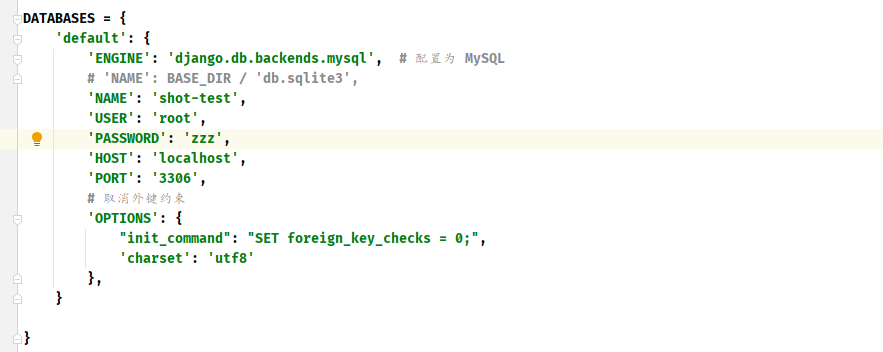 DATABASES = {
    'default': {
        'ENGINE': 'django.db.backends.mysql',  # 配置为 MySQL
        # 'NAME': BASE_DIR / 'db.sqlite3',
        'NAME': 'shot-test',
        'USER': 'root',
        'PASSWORD': 'zzz',
        'HOST': 'localhost',
        'PORT': '3306',
        # 取消外键约束
        'OPTIONS': {
            "init_command": "SET foreign_key_checks = 0;",
            'charset': 'utf8'
        },
    }
}